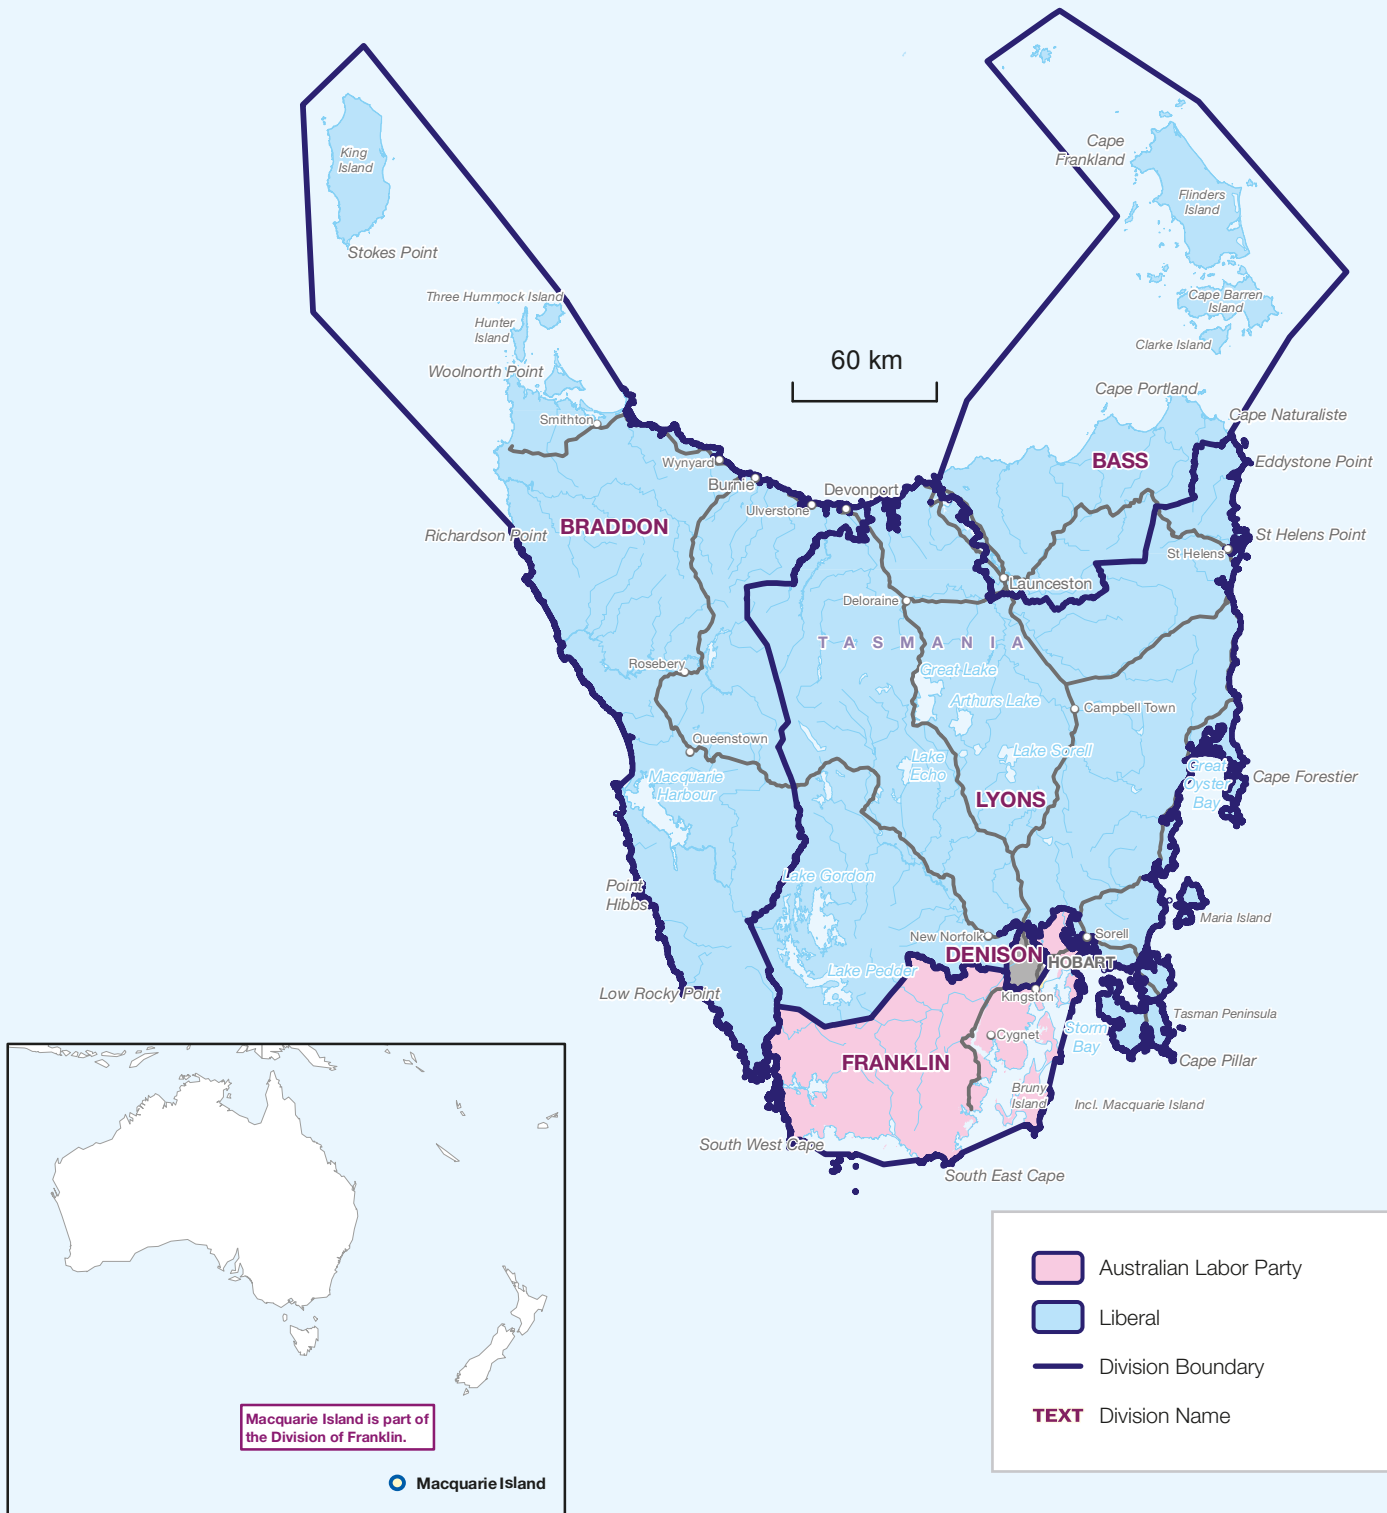 King
Island
Stokes Point
Three Hummock Island
Hunter
Island
Woolnorth Point
Smithton
Wynyard
Burnie
Ulverstone
Devonport
60 km
Cape
Frankland
Flinders
Island
Cape Barren
Island
Clarke Island
Cape Portland
Cape Naturaliste
BASS
Eddystone Point
St Helens Point
St Helens
BRADDON
Richardson Point
Launceston
Deloraine
TASMANIA
Rosebery
Great Lake
Arthurs Lake
Campbell Town
Queenstown
Lake Sorell
Lake
Echo
Macquarie
Harbour
Great
Oyster
Bay
Cape Forestier
LYONS
Lake Gordon
Point
Hibbs
Maria Island
New Norfolk
Sorell
DENISON
HOBART
Lake Pedder
Low Rocky Point
Kingston
Tasman Peninsula
Storm
Bay
Cygnet
Cape Pillar
FRANKLIN
Bruny
Island
Incl. Macquarie Island
South West Cape
South East Cape
Macquarie Island is part of
the Division of Franklin.
Macquarie Island
Australian Labor Party
Liberal
Division Boundary
TEXT Division Name